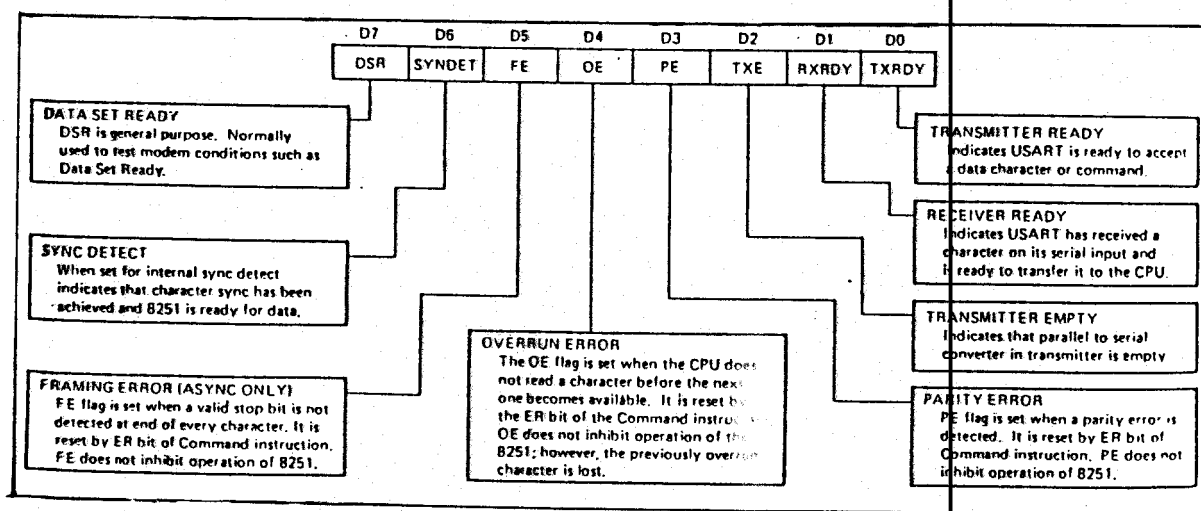 D7 D6 D5 D4 D3 D2 D1 D0
DSR SYNDET FE OE PE TXE RXRDY TXRDY
DATA SET READY
DSR is general purpose. Normally
used to test modem conditions such as
Data Set Ready.
SYNC DETECT
When set for internal sync detect
indicates that character sync has been
achieved and 8251 is ready for data.
FRAMING ERROR (ASYNC ONLY)
FE flag is set when a valid stop bit is not
detected at end of every character. It is
reset by ER bit of Command instruction.
FE does not inhibit operation of 8251.
OVERRUN ERROR
The OE flag is set when the CPU does
not read a character before the next
one becomes available. It is reset by
the ER bit of the Command
OE does not inhibit operation of the
8251; however, the previously overrun
character is lost.
TRANSMITTER READY
Indicates USART is ready to accept
a data character or command.
RECEIVER READY
Indicates USART has received a
character on its serial input and
is ready to transfer it to the CPU.
TRANSMITTER EMPTY
Indicates that parallel to serial
converter in transmitter is empty
PARITY ERROR
PE flag is set when a parity error is
detected. It is reset by ER bit of
Command instruction. PE does not
inhibit operation of 8251.